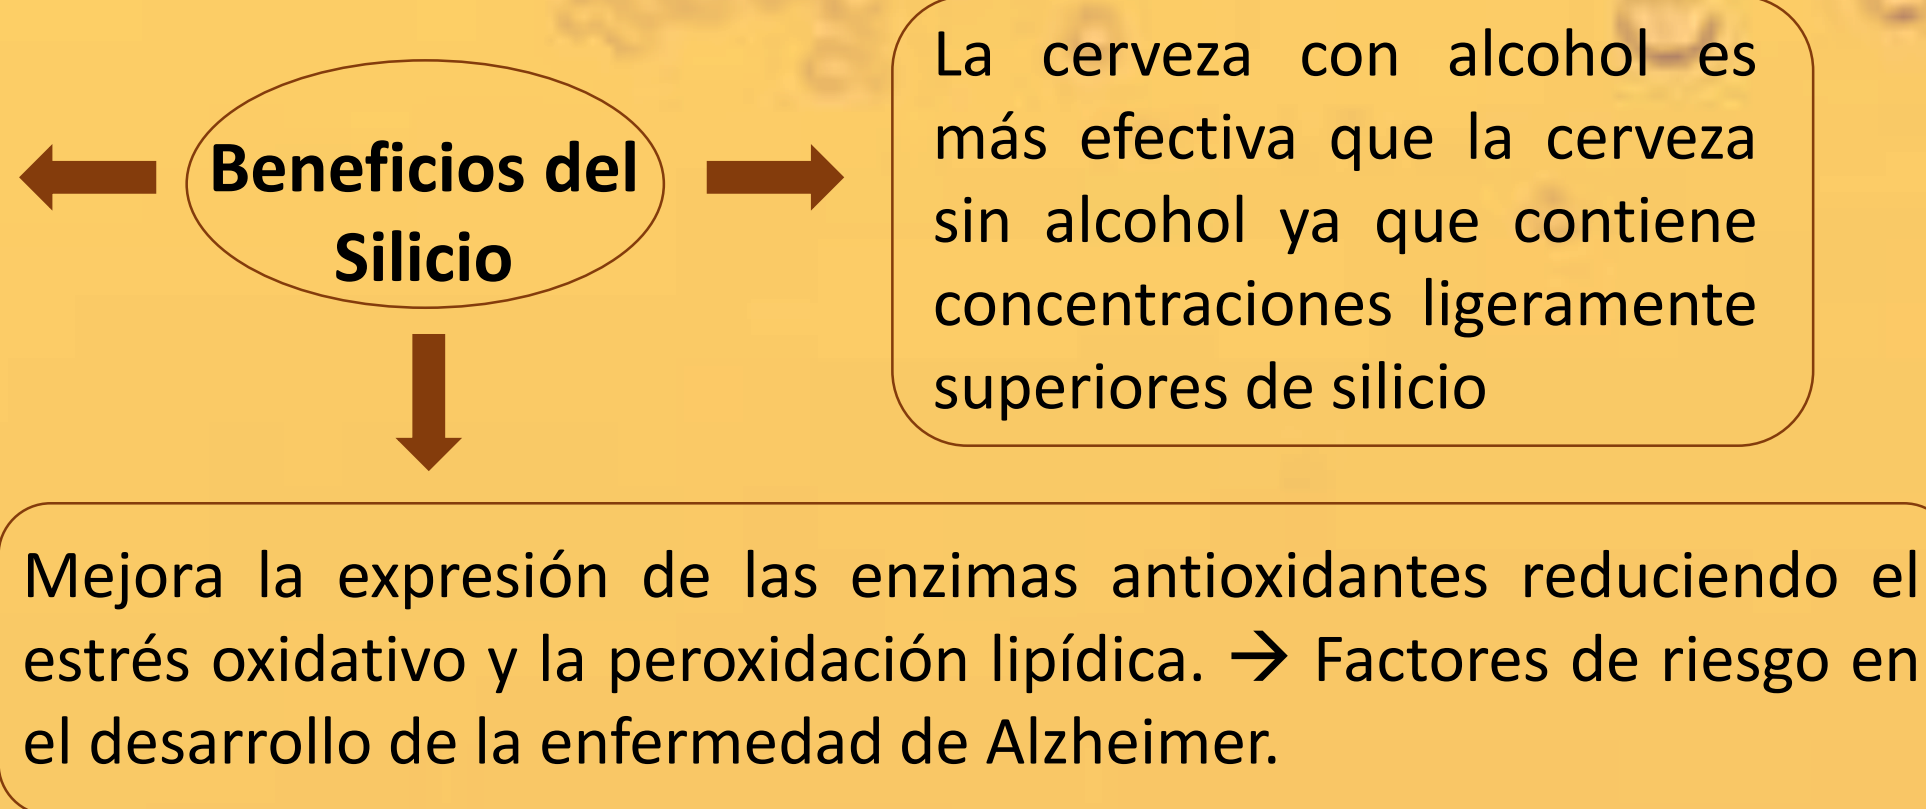 Beneficios del
Silicio
La cerveza con alcohol es
más efectiva que la cerveza
sin alcohol ya que contiene
concentraciones ligeramente
superiores de silicio
Mejora la expresión de las enzimas antioxidantes reduciendo el
estrés oxidativo y la peroxidación lipídica. → Factores de riesgo en
el desarrollo de la enfermedad de Alzheimer.